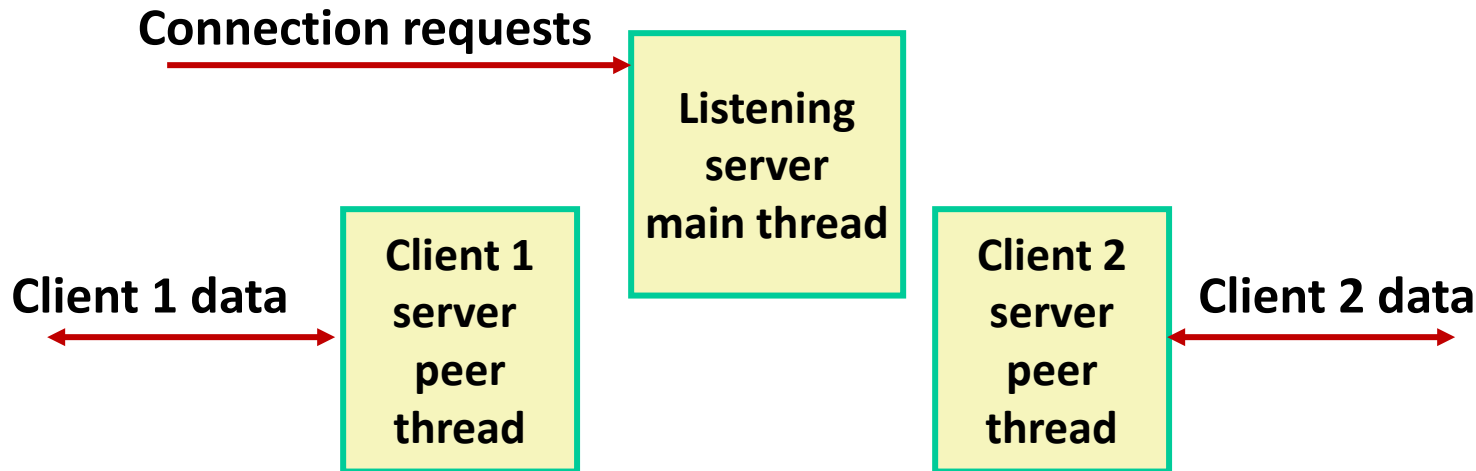 Connection requests
Listening
server
main thread
Client 1
server
peer
thread
Client 1 data
Client 2
server
peer
thread
Client 2 data